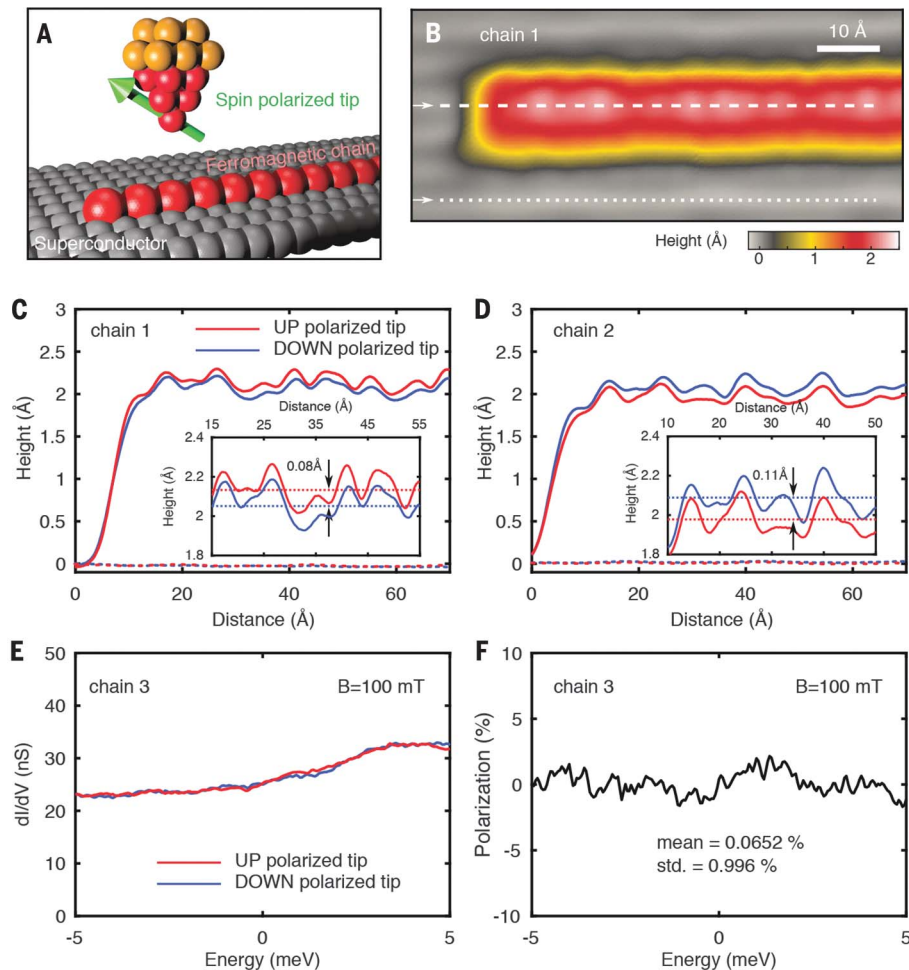 A
Spin polarized tip
Ferromagnetic chain
Superconductor
B
chain 1
10 Å
Height (Å)
0
1
2
C
chain 1
UP polarized tip
DOWN polarized tip
3
2.5
2
1.5
1
0.5
0
Height (Å)
0
20
40
60
Distance (Å)
Distance (Å)
15
25
35
45
55
2.4
2.2
2
1.8
Height (Å)
0.08Å
D
chain 2
3
2.5
2
1.5
1
0.5
0
Height (Å)
0
20
40
60
Distance (Å)
Distance (Å)
10
20
30
40
50
2.4
2.2
2
1.8
Height (Å)
0.11Å
E
chain 3
B=100 mT
50
40
30
20
10
0
dI/dV (nS)
UP polarized tip
DOWN polarized tip
-5
0
5
Energy (meV)
F
chain 3
B=100 mT
10
5
0
-5
-10
Polarization (%)
mean = 0.0652 %
std. = 0.996 %
-5
0
5
Energy (meV)